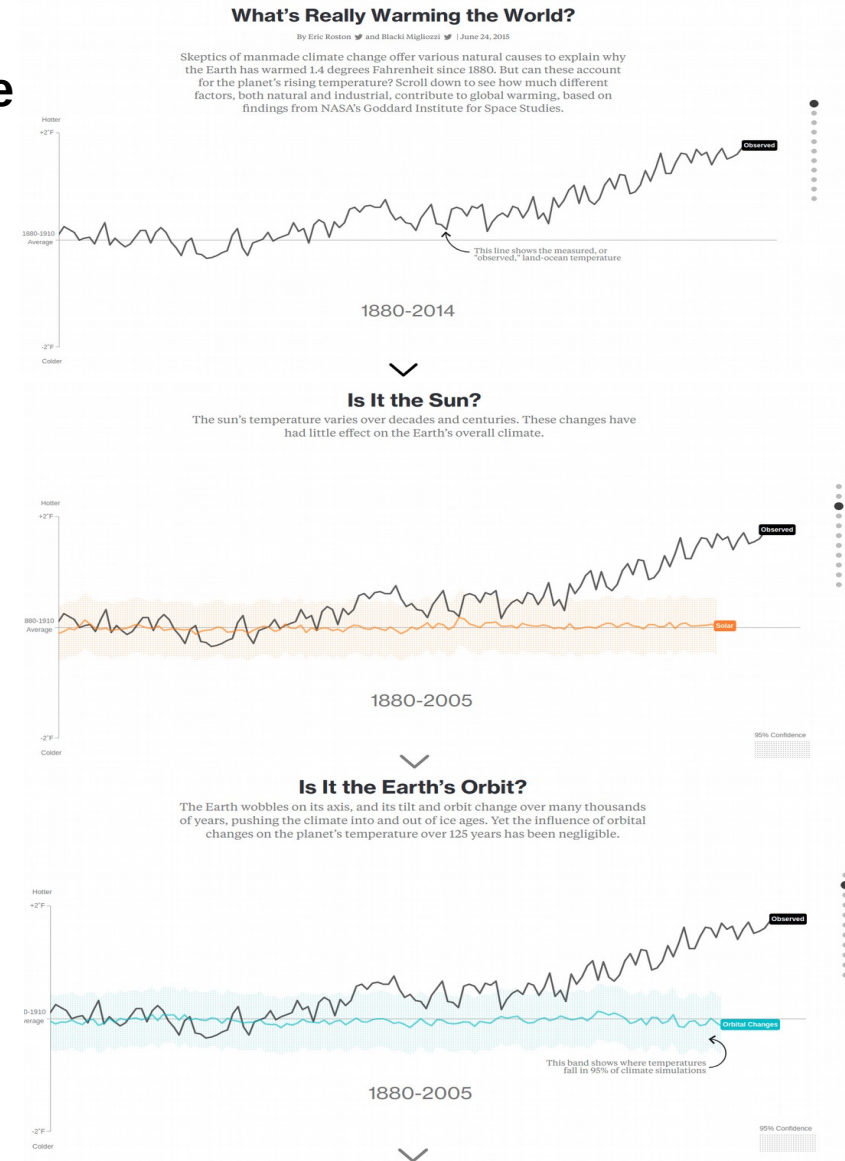 e
What's Really Warming the World?
By Eric Roston and Blacki Migliozzi | June 24, 2015
Skeptics of manmade climate change offer various natural causes to explain why
the Earth has warmed 1.4 degrees Fahrenheit since 1880. But can these account
for the planet's rising temperature? Scroll down to see how much different
factors, both natural and industrial, contribute to global warming, based on
findings from NASA's Goddard Institute for Space Studies.
Hotter
+2°F
Observed
1880-1910
Average
This line shows the measured, or
"observed," land-ocean temperature
1880-2014
-2°F
Colder
Is It the Sun?
The sun's temperature varies over decades and centuries. These changes have
had little effect on the Earth's overall climate.
Hotter
+2°F
Observed
880-1910
Average
Solar
1880-2005
-2°F
95% Confidence
Colder
Is It the Earth's Orbit?
The Earth wobbles on its axis, and its tilt and orbit change over many thousands
of years, pushing the climate into and out of ice ages. Yet the influence of orbital
changes on the planet's temperature over 125 years has been negligible.
Hotter
+2°F
Observed
0-1910
verage
Orbital Changes
This band shows where temperatures
fall in 95% of climate simulations
1880-2005
-2°F
95% Confidence
Colder